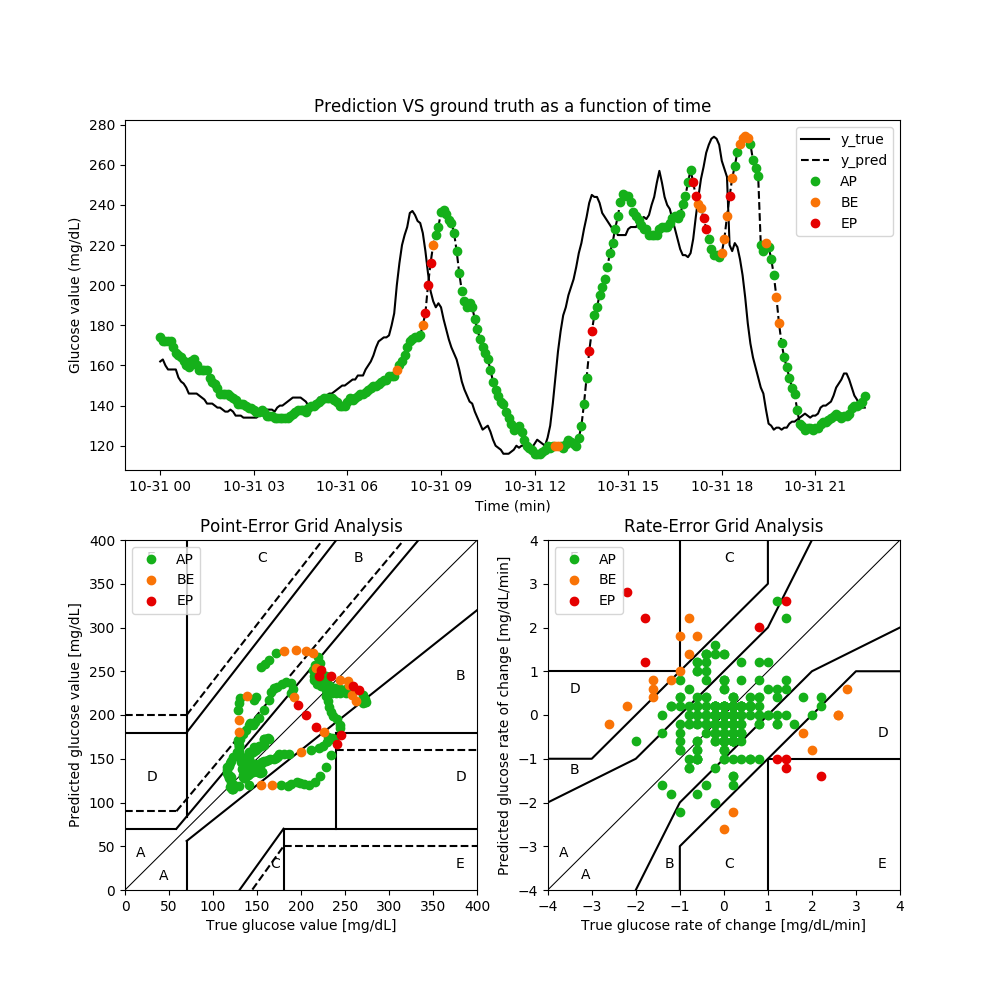 Prediction VS ground truth as a function of time
280
260
240
220
200
180
160
140
120
Glucose value (mg/dL)
y_true
y_pred
AP
BE
EP
10-31 00 10-31 03 10-31 06 10-31 09 10-31 12 10-31 15 10-31 18 10-31 21
Time (min)
Point-Error Grid Analysis
400
350
300
250
200
150
100
50
0
Predicted glucose value [mg/dL]
AP
BE
EP
C B
B
D D
A
A
C E
0 50 100 150 200 250 300 350 400
True glucose value [mg/dL]
Rate-Error Grid Analysis
4
3
2
1
0
−1
−2
−3
−4
Predicted glucose rate of change [mg/dL/min]
AP
BE
EP
C
D
D
B
A
A
B C E
−4 −3 −2 −1 0 1 2 3 4
True glucose rate of change [mg/dL/min]